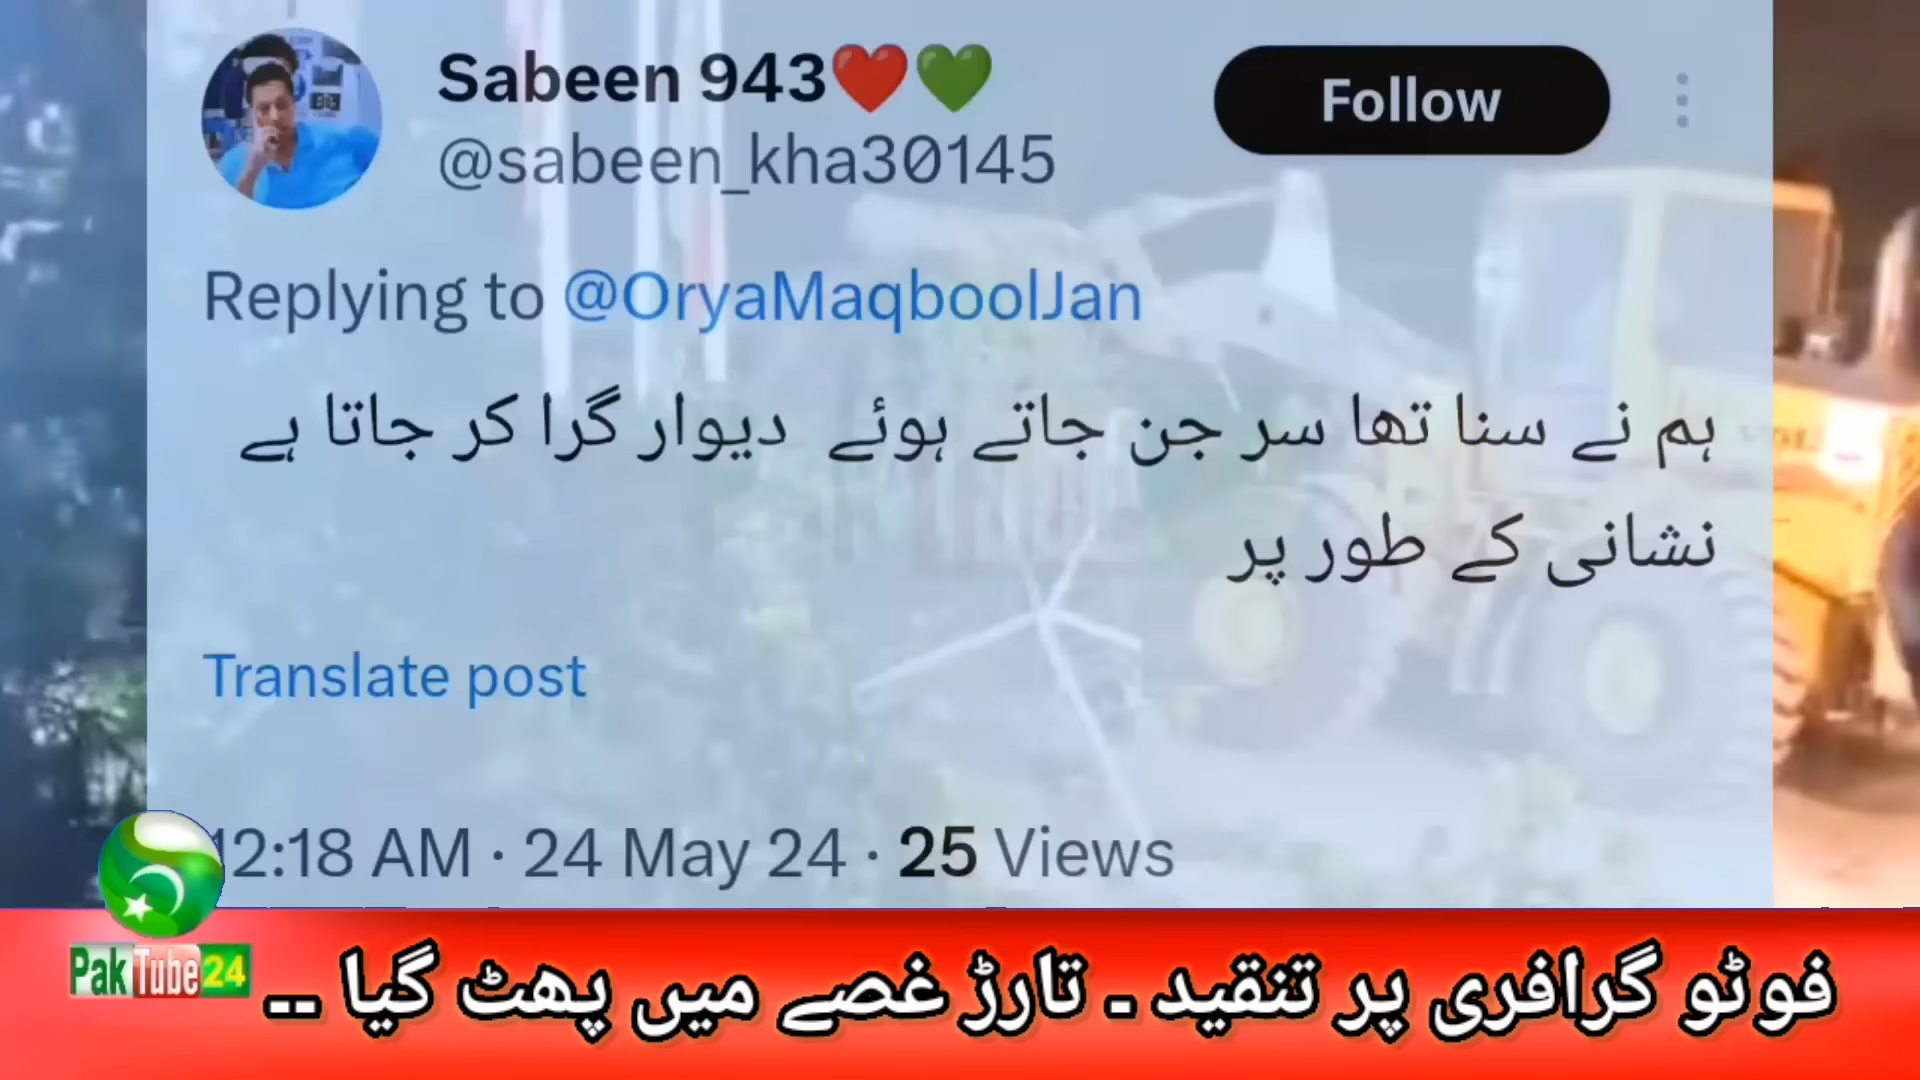 Sabeen 943❤️💚
@sabeen_kha30145
Follow
Replying to @OryaMaqboolJan
ہم نے سنا تھا سر جن جاتے ہوئے دیوار گرا کر جاتا ہے
نشانی کے طور پر
Translate post
12:18 AM · 24 May 24 · 25 Views
PakTube24
فوٹو گرافری پر تنقید ۔ تارڑ غصے میں پھٹ گیا ۔۔